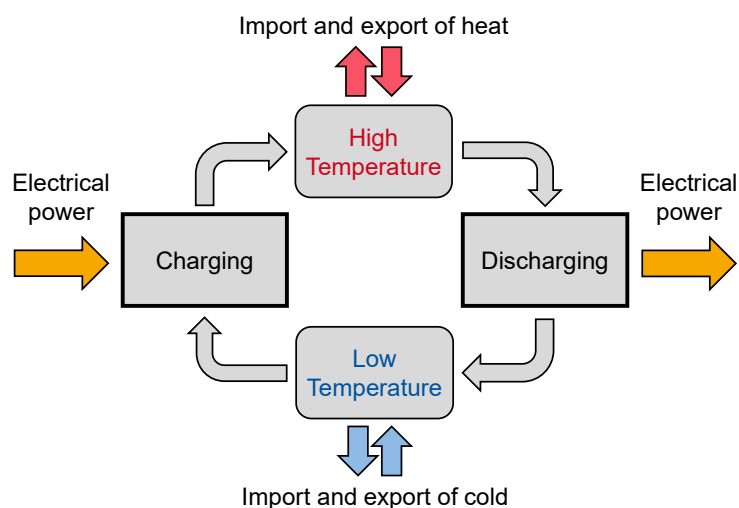 Import and export of heat
High
Temperature
Electrical
power
Electrical
power
Charging
Discharging
Low
Temperature
Import and export of cold